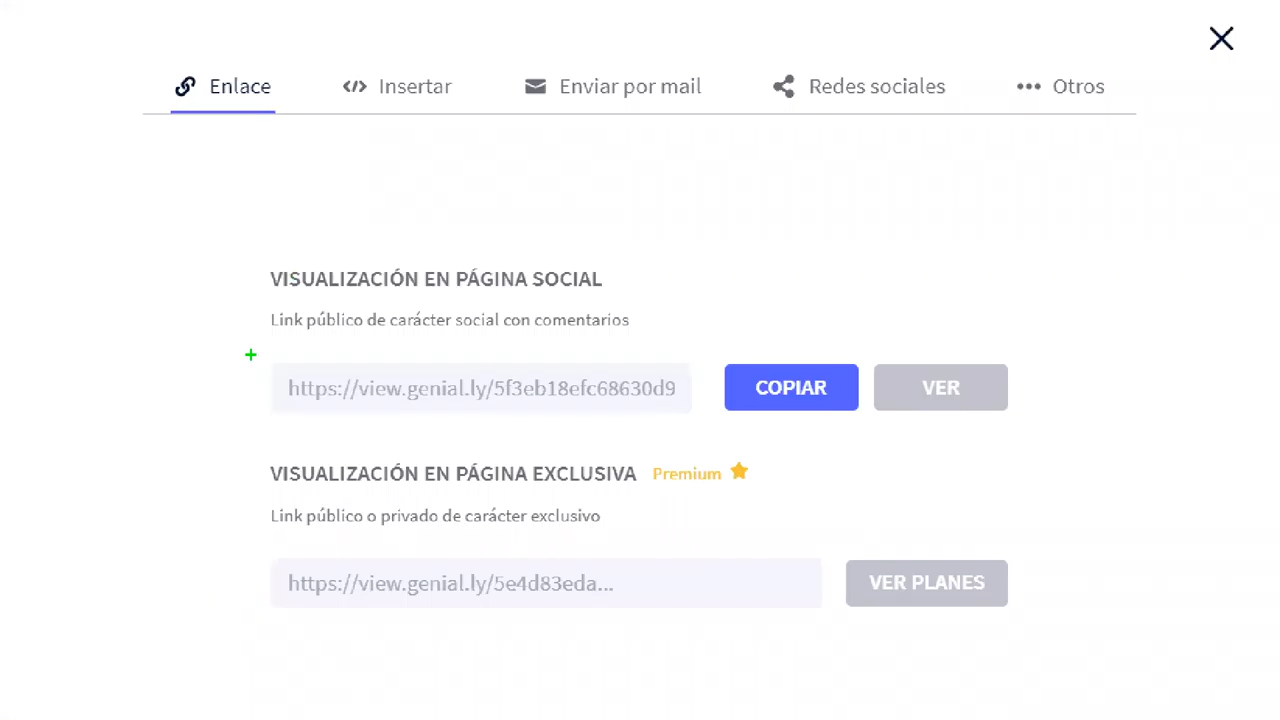 Enlace
Insertar
Enviar por mail
Redes sociales
Otros
VISUALIZACIÓN EN PÁGINA SOCIAL
Link público de carácter social con comentarios
https://view.genial.ly/5f3eb18efc68630d9
COPIAR
VER
VISUALIZACIÓN EN PÁGINA EXCLUSIVA Premium
Link público o privado de carácter exclusivo
https://view.genial.ly/5e4d83eda...
VER PLANES